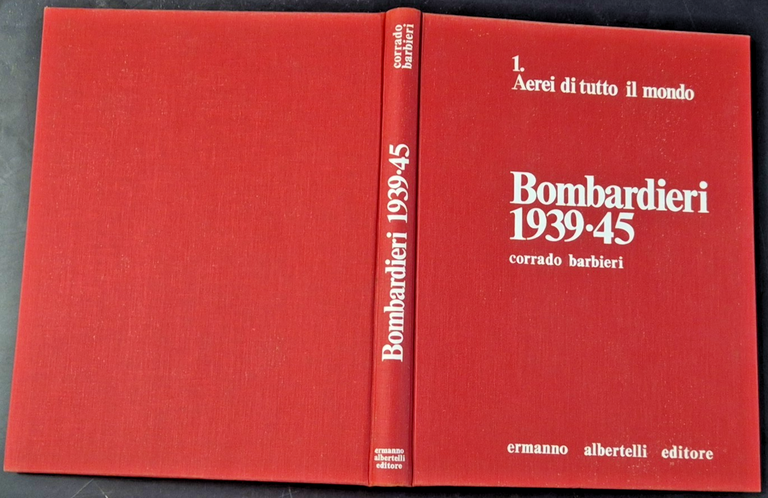 corrado
barbieri
Bombardieri 1939·45
ermanno
albertelli
editore
1.
Aerei di tutto il mondo
Bombardieri
1939·45
corrado barbieri
ermanno albertelli editore